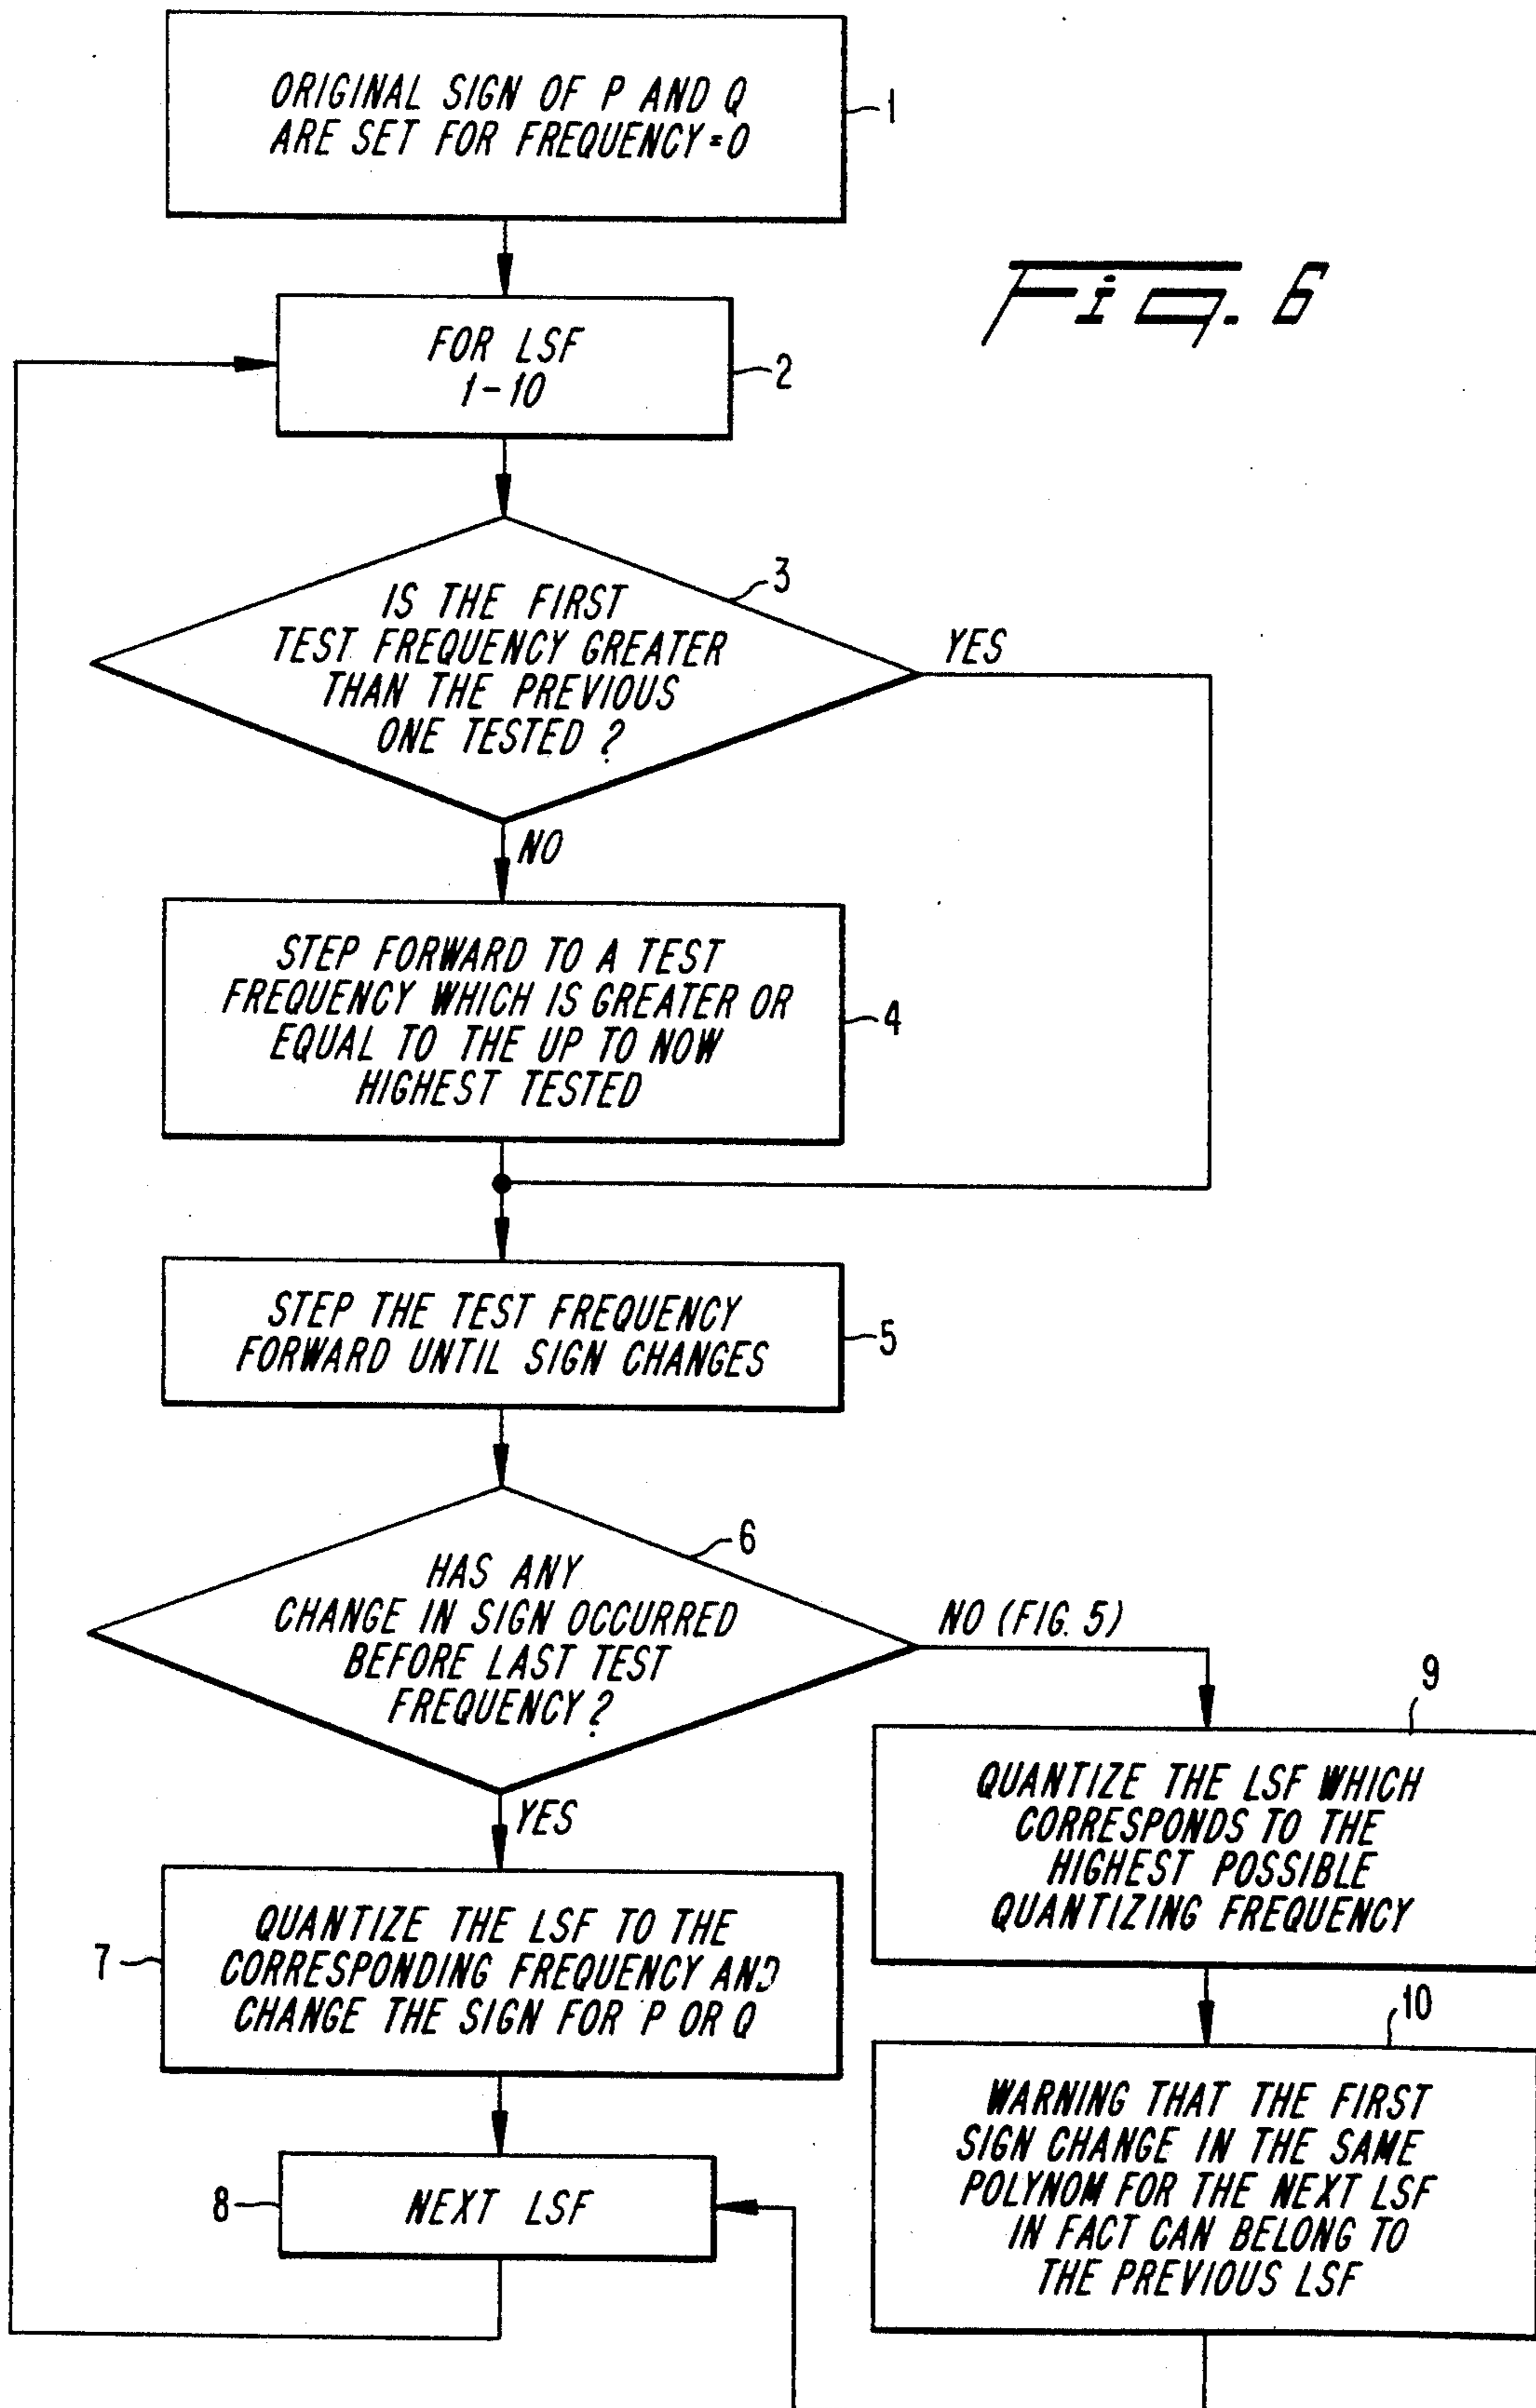 ORIGINAL SIGN OF P AND Q
ARE SET FOR FREQUENCY=0
1
Fig. 6
FOR LSF
1-10
2
3
IS THE FIRST
TEST FREQUENCY GREATER
THAN THE PREVIOUS
ONE TESTED ?
YES
NO
STEP FORWARD TO A TEST
FREQUENCY WHICH IS GREATER OR
EQUAL TO THE UP TO NOW
HIGHEST TESTED
4
STEP THE TEST FREQUENCY
FORWARD UNTIL SIGN CHANGES
5
6
HAS ANY
CHANGE IN SIGN OCCURRED
BEFORE LAST TEST
FREQUENCY?
NO (FIG. 5)
YES
9
QUANTIZE THE LSF WHICH
CORRESPONDS TO THE
HIGHEST POSSIBLE
QUANTIZING FREQUENCY
7
QUANTIZE THE LSF TO THE
CORRESPONDING FREQUENCY AND
CHANGE THE SIGN FOR P OR Q
10
WARNING THAT THE FIRST
SIGN CHANGE IN THE SAME
POLYNOM FOR THE NEXT LSF
IN FACT CAN BELONG TO
THE PREVIOUS LSF
8
NEXT LSF